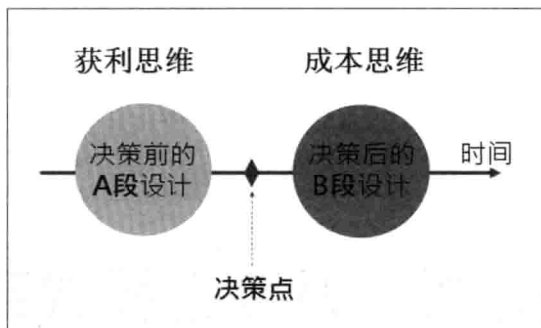 获利思维
成本思维
决策前的
A段设计
决策后的
B段设计
时间
决策点